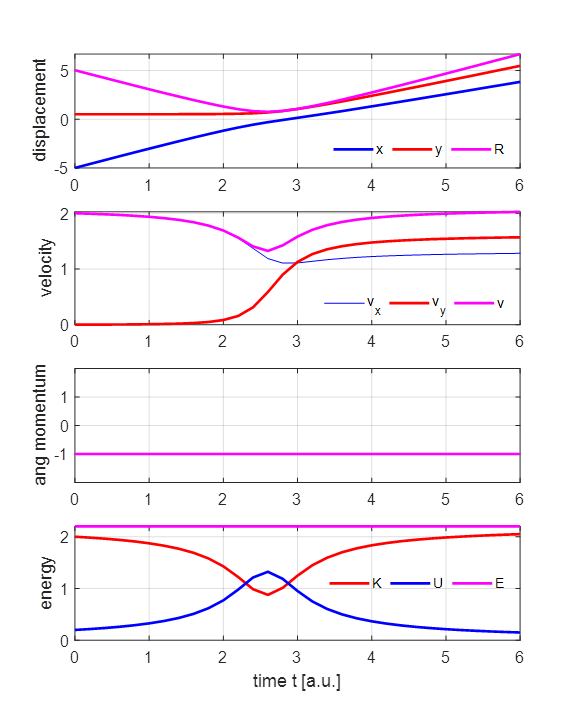 displacement
5
0
-5
0 1 2 3 4 5 6
x y R
velocity
2
1
0
0 1 2 3 4 5 6
v_x v_y v
ang momentum
1
0
-1
0 1 2 3 4 5 6
energy
2
1
0
0 1 2 3 4 5 6
K U E
time t [a.u.]